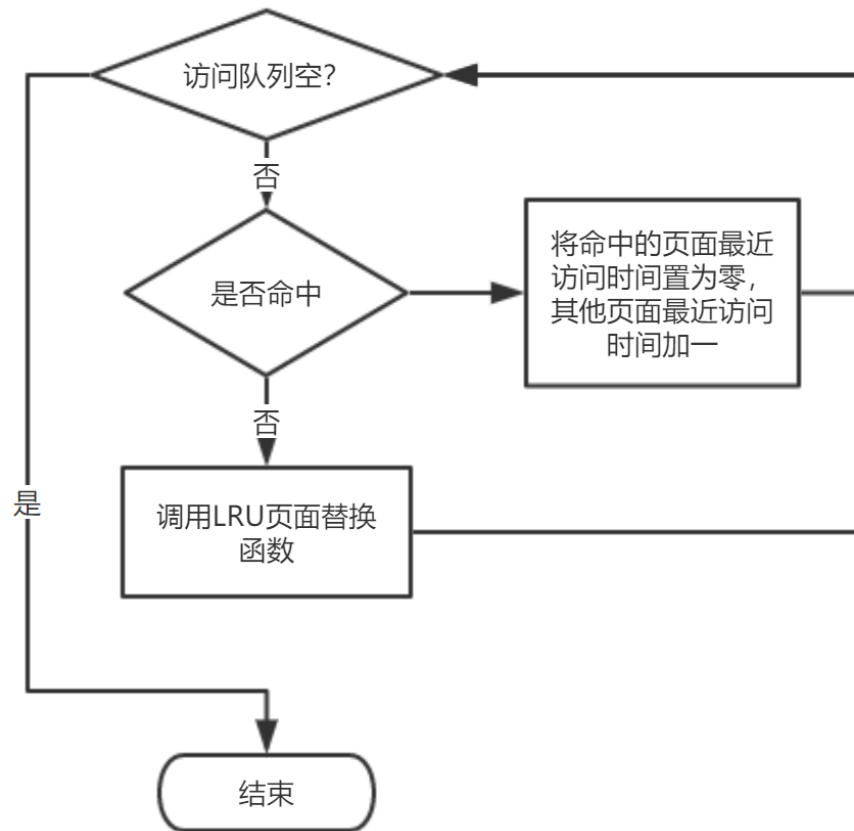 访问队列空？
否
是否命中
将命中的页面最近
访问时间置为零，
其他页面最近访问
时间加一
否
调用LRU页面替换
函数
是
结束